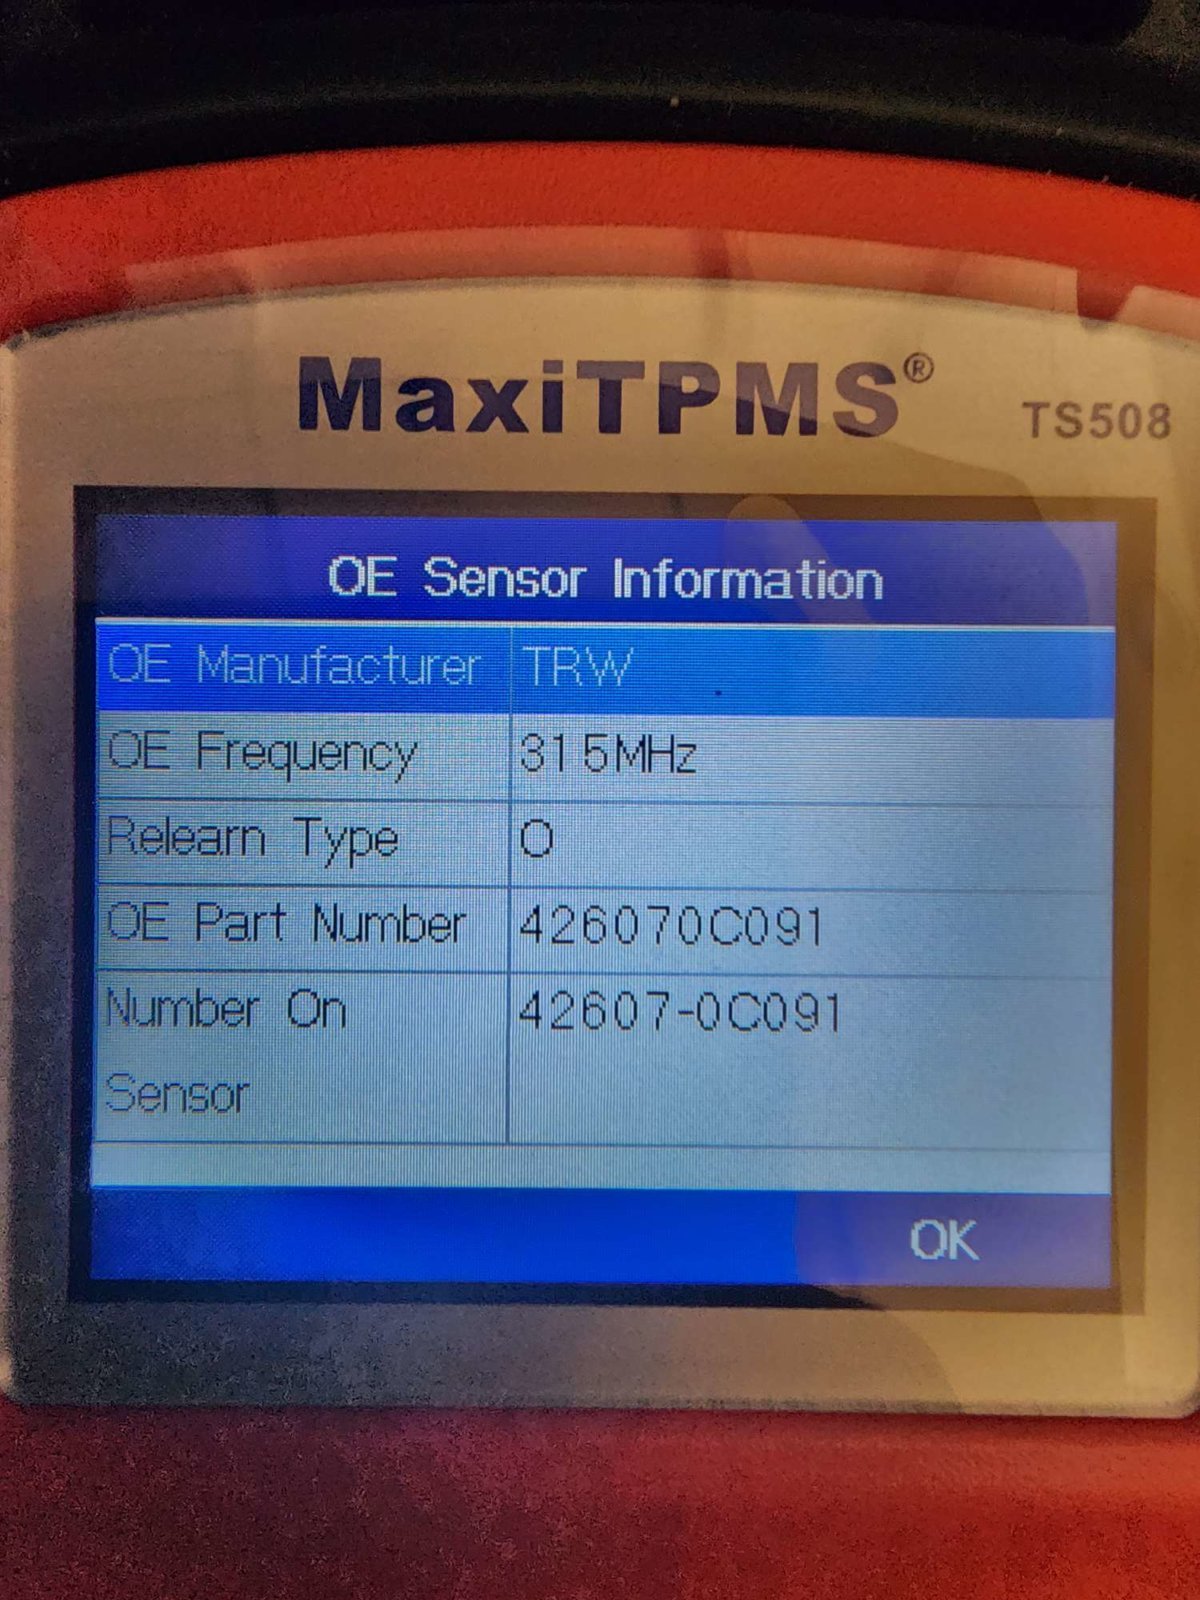 MaxiTPMS®
TS508
OE Sensor Information
OE Manufacturer TRW
OE Frequency 315MHz
Relearn Type O
OE Part Number 426070C091
Number On 42607-0C091
Sensor
OK